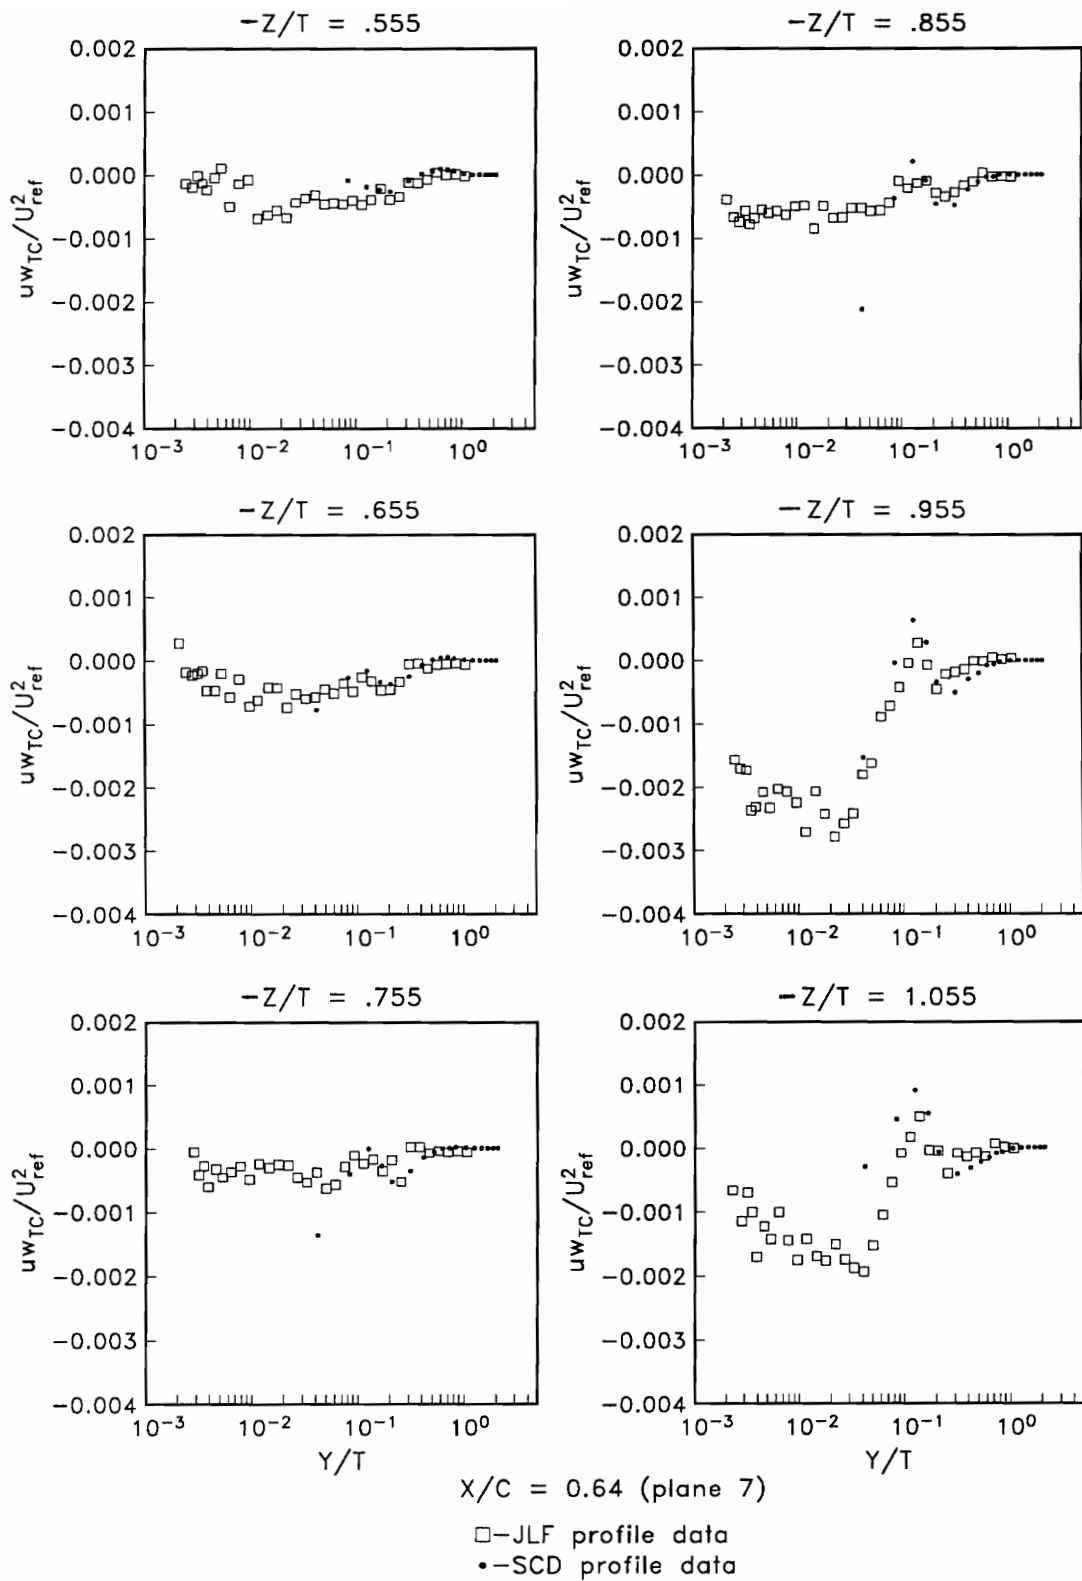 -Z/T = .555
0.002
0.001
0.000
-0.001
-0.002
-0.003
-0.004
uw_TC/U²_ref
10⁻³ 10⁻² 10⁻¹ 10⁰
-Z/T = .855
0.002
0.001
0.000
-0.001
-0.002
-0.003
-0.004
uw_TC/U²_ref
10⁻³ 10⁻² 10⁻¹ 10⁰
-Z/T = .655
0.002
0.001
0.000
-0.001
-0.002
-0.003
-0.004
uw_TC/U²_ref
10⁻³ 10⁻² 10⁻¹ 10⁰
-Z/T = .955
0.002
0.001
0.000
-0.001
-0.002
-0.003
-0.004
uw_TC/U²_ref
10⁻³ 10⁻² 10⁻¹ 10⁰
-Z/T = .755
0.002
0.001
0.000
-0.001
-0.002
-0.003
-0.004
uw_TC/U²_ref
10⁻³ 10⁻² 10⁻¹ 10⁰
Y/T
-Z/T = 1.055
0.002
0.001
0.000
-0.001
-0.002
-0.003
-0.004
uw_TC/U²_ref
10⁻³ 10⁻² 10⁻¹ 10⁰
Y/T
X/C = 0.64 (plane 7)
□-JLF profile data
•-SCD profile data